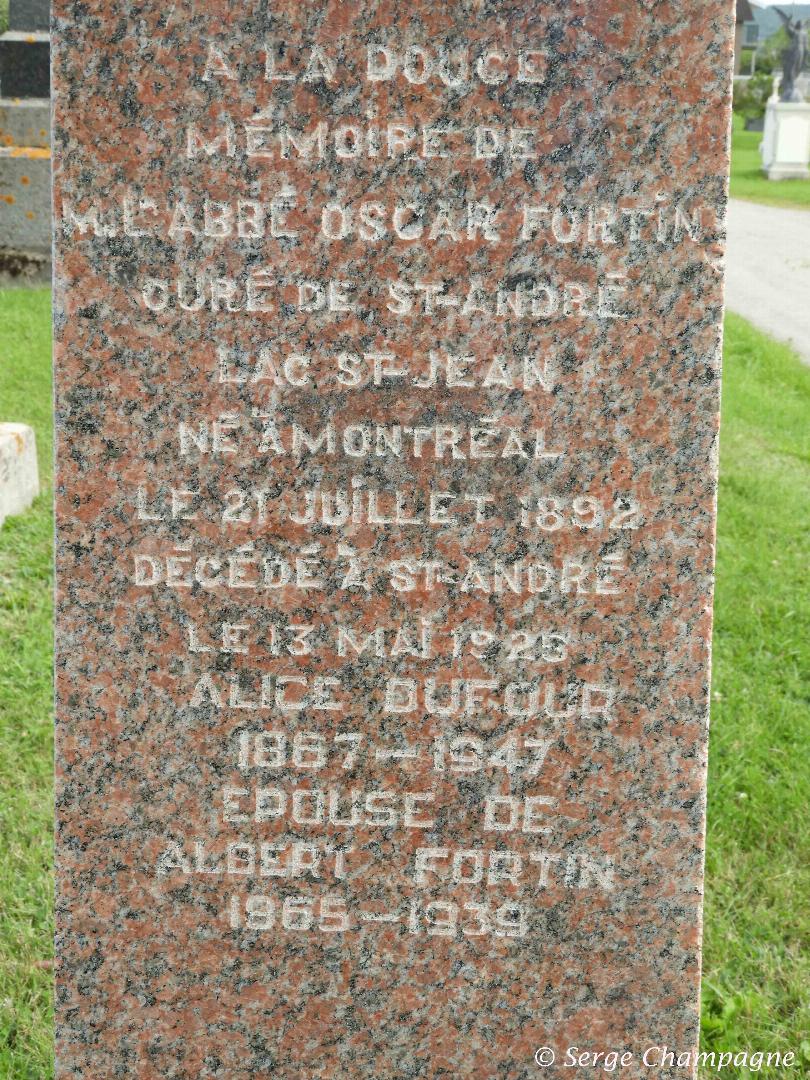 A LA DOUCE
MÉMOIRE DE
M. L'ABBÉ OSCAR FORTIN
CURÉ DE ST-ANDRÉ
LAC ST-JEAN
NÉ À MONTRÉAL
LE 21 JUILLET 1892
DÉCÉDÉ À ST-ANDRÉ
LE 13 MAI 1925
ALICE DUFOUR
1867 — 1947
EPOUSE DE
ALBERT FORTIN
1965 — 1939
© Serge Champagne